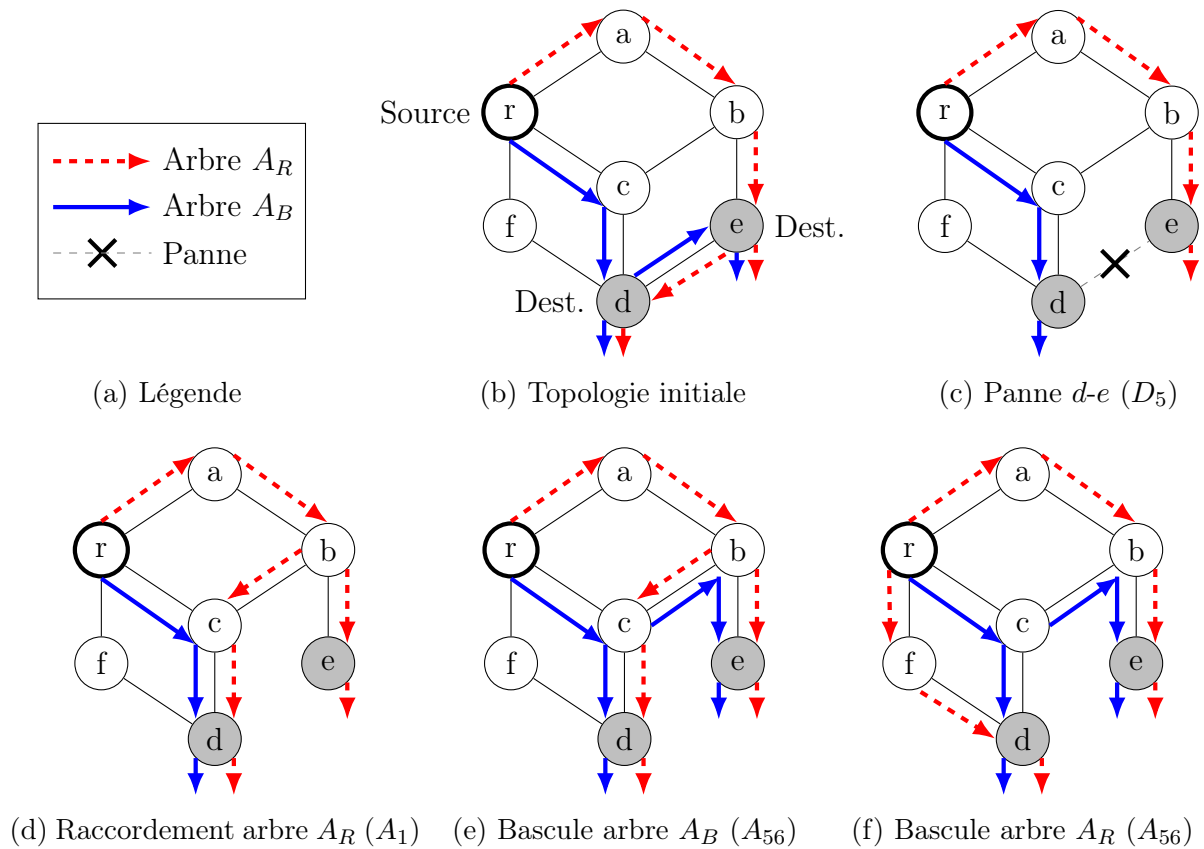 Arbre A_R
Arbre A_B
Panne
(a) Légende
a
Source
r
b
c
f
e
Dest.
Dest.
d
(b) Topologie initiale
a
r
b
c
f
e
d
(c) Panne d-e (D_5)
a
r
b
c
f
e
d
(d) Raccordement arbre A_R (A_1)
a
r
b
c
f
e
d
(e) Bascule arbre A_B (A_56)
a
r
b
c
f
e
d
(f) Bascule arbre A_R (A_56)